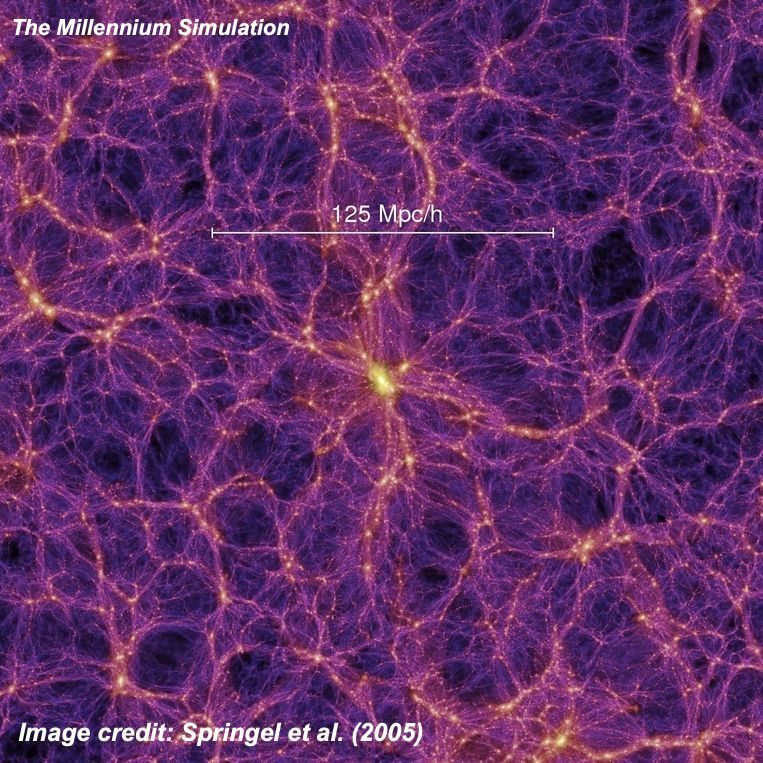 The Millennium Simulation
125 Mpc/h
Image credit: Springel et al. (2005)